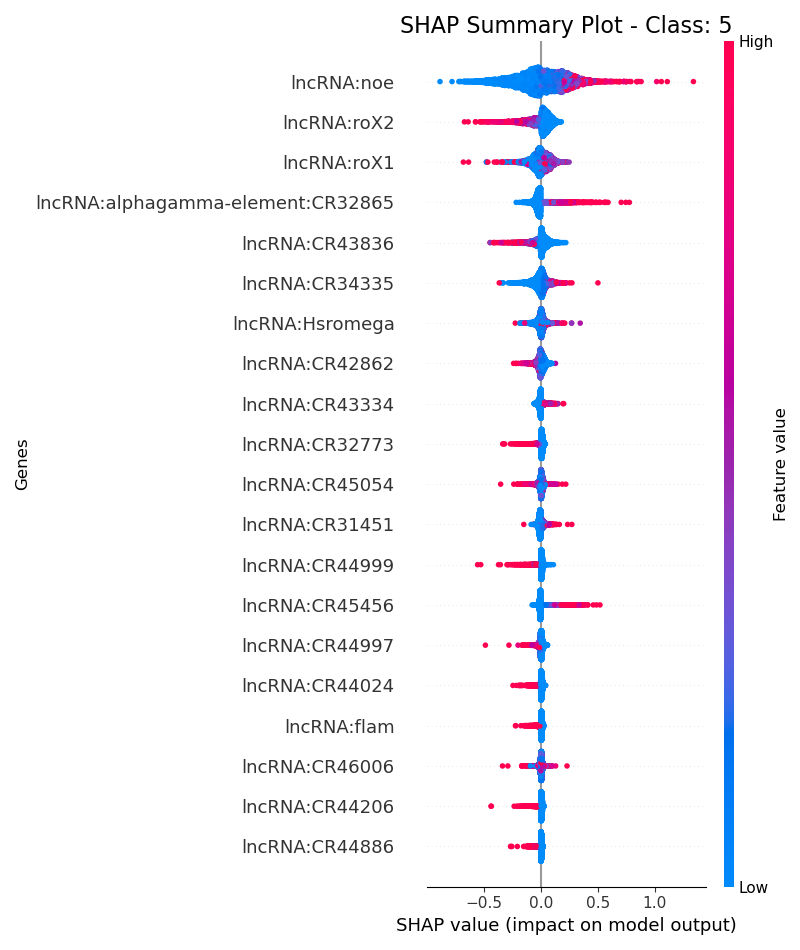 SHAP Summary Plot - Class: 5
High
lncRNA:noe
lncRNA:roX2
lncRNA:roX1
lncRNA:alphagamma-element:CR32865
lncRNA:CR43836
lncRNA:CR34335
lncRNA:Hsromega
lncRNA:CR42862
lncRNA:CR43334
lncRNA:CR32773
lncRNA:CR45054
lncRNA:CR31451
lncRNA:CR44999
lncRNA:CR45456
lncRNA:CR44997
lncRNA:CR44024
lncRNA:flam
lncRNA:CR46006
lncRNA:CR44206
lncRNA:CR44886
Genes
Feature value
Low
−0.5 0.0 0.5 1.0
SHAP value (impact on model output)